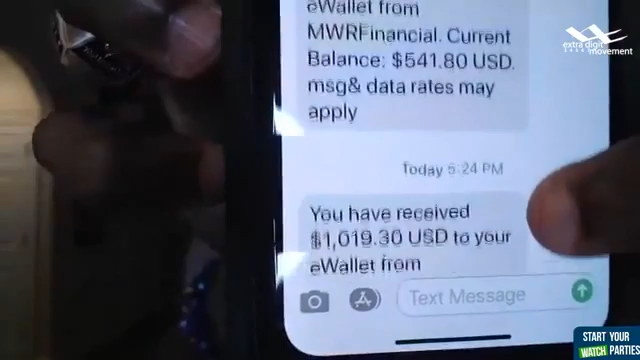 eWallet from
MWRFinancial. Current
Balance: $541.80 USD.
msg& data rates may
apply
Today 5:24 PM
You have received
$1,019.30 USD to your
eWallet from
Text Message
extra digit
movement
START YOUR
WATCH PARTIES